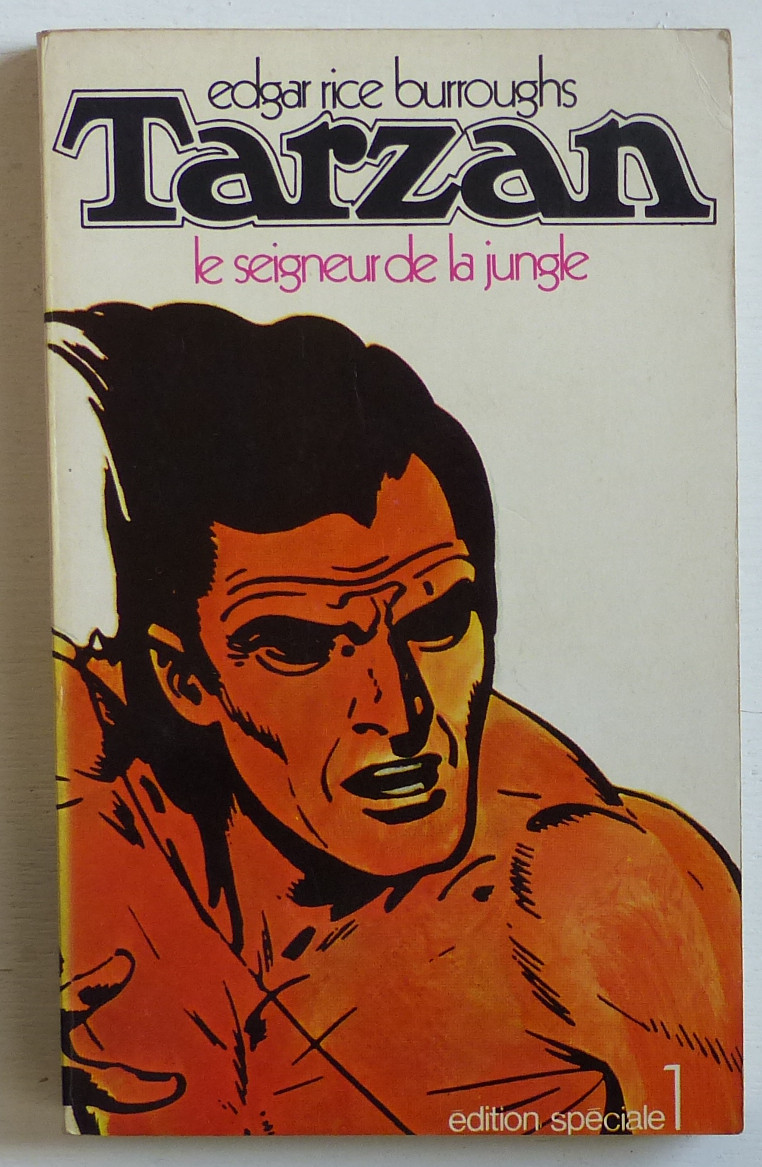 edgar rice burroughs
Tarzan
le seigneur de la jungle
édition spéciale 1